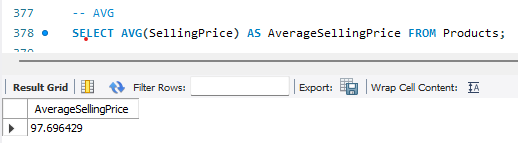 377 -- AVG
378 SELECT AVG(SellingPrice) AS AverageSellingPrice FROM Products;
Result Grid Filter Rows: Export: Wrap Cell Content: IA
AverageSellingPrice
97.696429